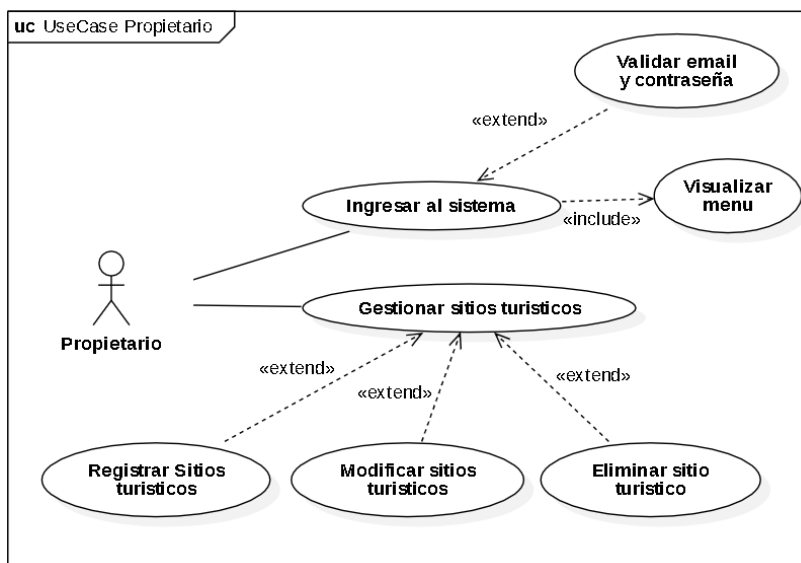 uc UseCase Propietario
Validar email
y contraseña
«extend»
Ingresar al sistema
«include»
Visualizar
menu
Propietario
Gestionar sitios turisticos
«extend»
«extend»
«extend»
Registrar Sitios
turisticos
Modificar sitios
turisticos
Eliminar sitio
turistico